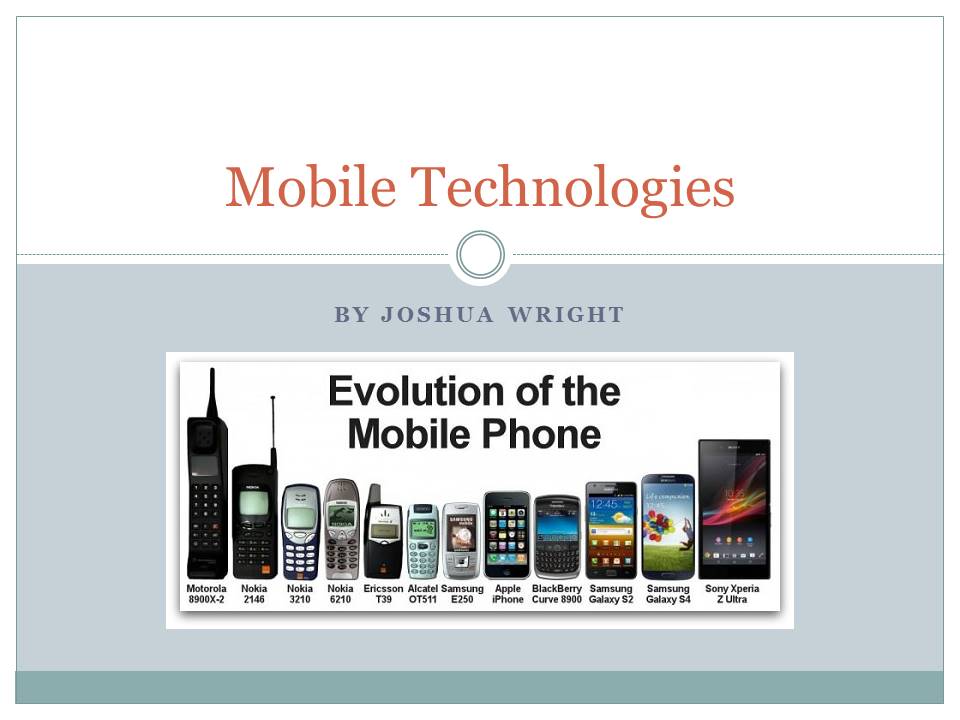 Mobile Technologies
BY JOSHUA WRIGHT
Evolution of the
Mobile Phone
Motorola 8900X-2
Nokia 2146
Nokia 3210
Nokia 6210
Ericsson T39
Alcatel OT511
Samsung E250
Apple iPhone
BlackBerry Curve 8900
Samsung Galaxy S2
Samsung Galaxy S4
Sony Xperia Z Ultra